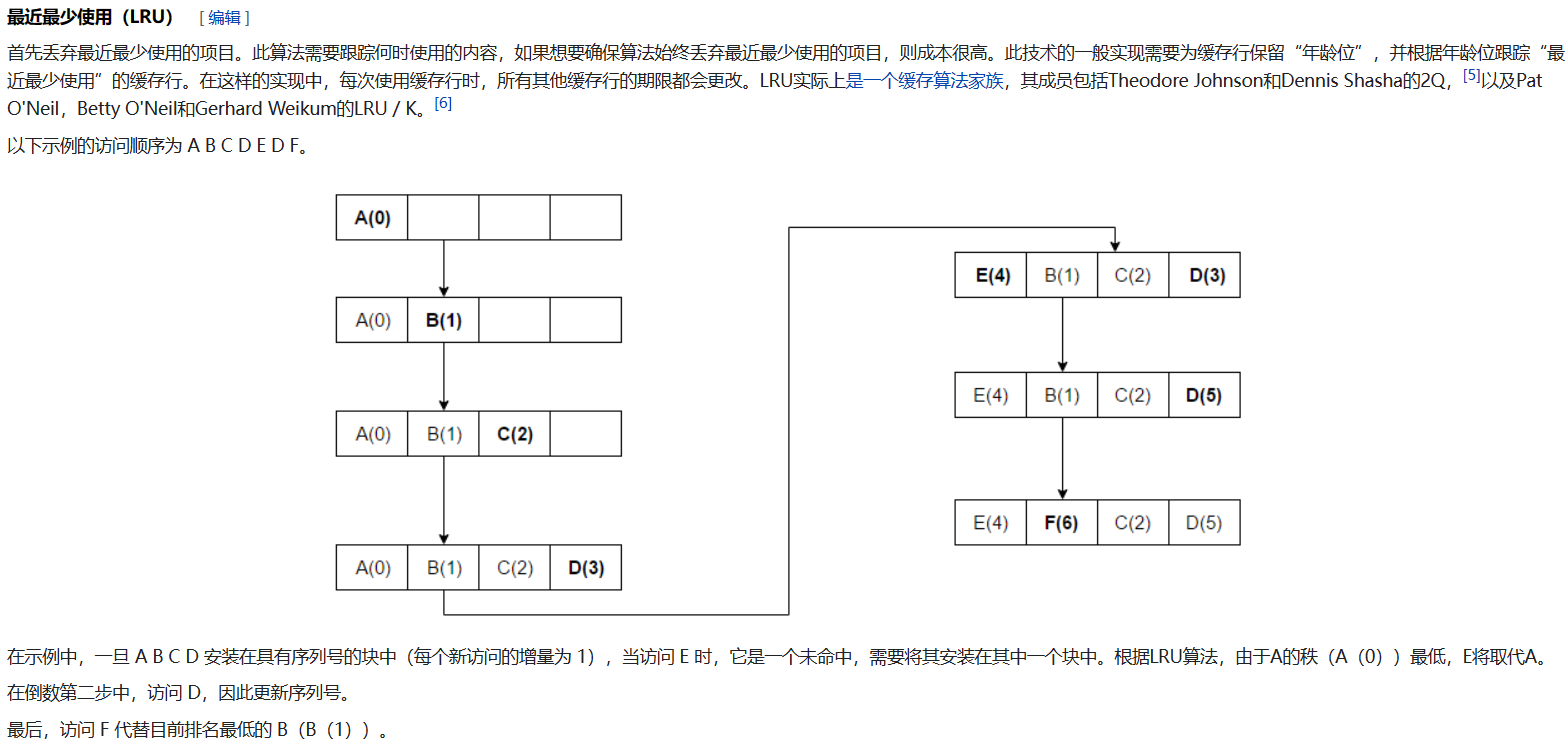 最近最少使用（LRU） [ 编辑 ]
首先丢弃最近最少使用的项目。此算法需要跟踪何时使用的内容，如果想要确保算法始终丢弃最近最少使用的项目，则成本很高。此技术的一般实现需要为缓存行保留“年龄位”，并根据年龄位跟踪“最
近最少使用”的缓存行。在这样的实现中，每次使用缓存行时，所有其他缓存行的期限都会更改。LRU实际上是一个缓存算法家族，其成员包括Theodore Johnson和Dennis Shasha的2Q，[5]以及Pat
O'Neil，Betty O'Neil和Gerhard Weikum的LRU / K。[6]
以下示例的访问顺序为 A B C D E D F。
A(0)
A(0) B(1)
A(0) B(1) C(2)
A(0) B(1) C(2) D(3)
E(4) B(1) C(2) D(3)
E(4) B(1) C(2) D(5)
E(4) F(6) C(2) D(5)
在示例中，一旦 A B C D 安装在具有序列号的块中（每个新访问的增量为 1），当访问 E 时，它是一个未命中，需要将其安装在其中一个块中。根据LRU算法，由于A的秩（A（0））最低，E将取代A。
在倒数第二步中，访问 D，因此更新序列号。
最后，访问 F 代替目前排名最低的 B（B（1））。